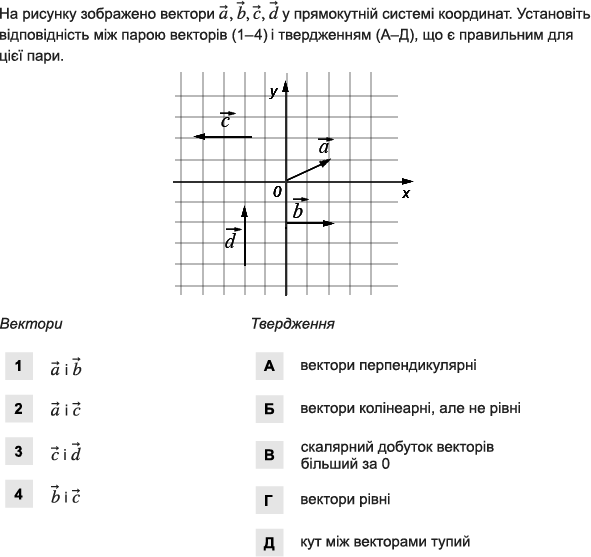 На рисунку зображено вектори a⃗, b⃗, c⃗, d⃗ у прямокутній системі координат. Установіть
відповідність між парою векторів (1–4) і твердженням (А–Д), що є правильним для
цієї пари.
y
c⃗
a⃗
0
x
b⃗
d⃗
Вектори
Твердження
1 a⃗ і b⃗
А вектори перпендикулярні
2 a⃗ і c⃗
Б вектори колінеарні, але не рівні
3 c⃗ і d⃗
В скалярний добуток векторів
більший за 0
4 b⃗ і c⃗
Г вектори рівні
Д кут між векторами тупий